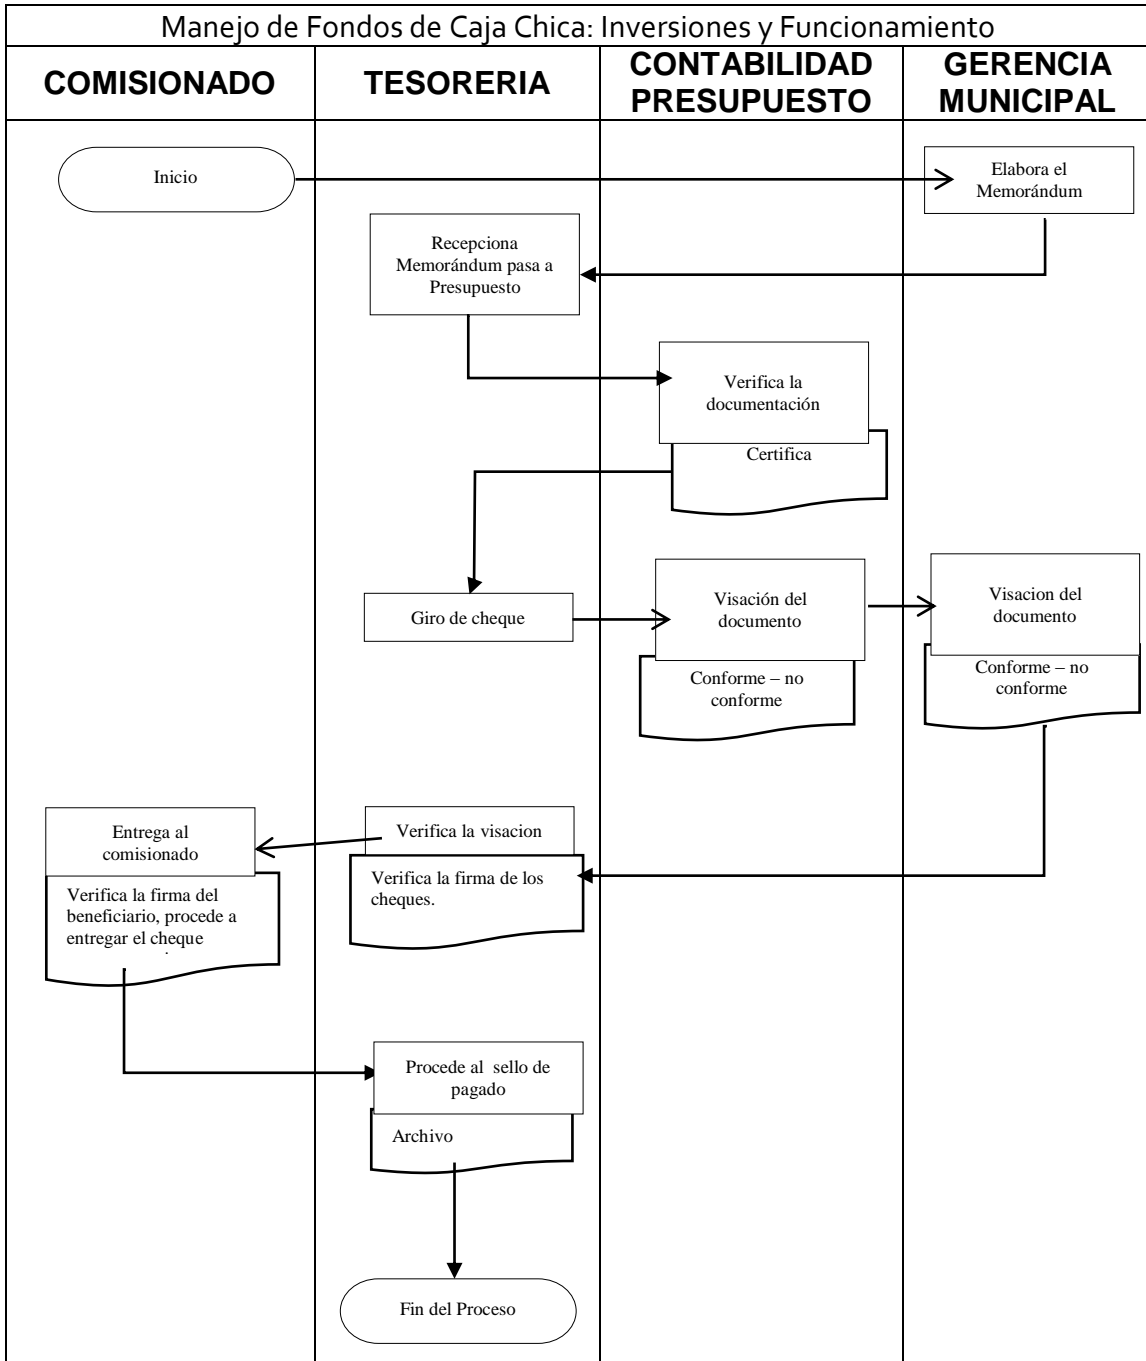 Manejo de Fondos de Caja Chica: Inversiones y Funcionamiento
COMISIONADO
TESORERIA
CONTABILIDAD
PRESUPUESTO
GERENCIA
MUNICIPAL
Inicio
Elabora el
Memorándum
Recepciona
Memorándum pasa a
Presupuesto
Verifica la
documentación
Certifica
Giro de cheque
Visación del
documento
Conforme – no
conforme
Visacion del
documento
Conforme – no
conforme
Entrega al
comisionado
Verifica la firma del
beneficiario, procede a
entregar el cheque
Verifica la visacion
Verifica la firma de los
cheques.
Procede al sello de
pagado
Archivo
Fin del Proceso